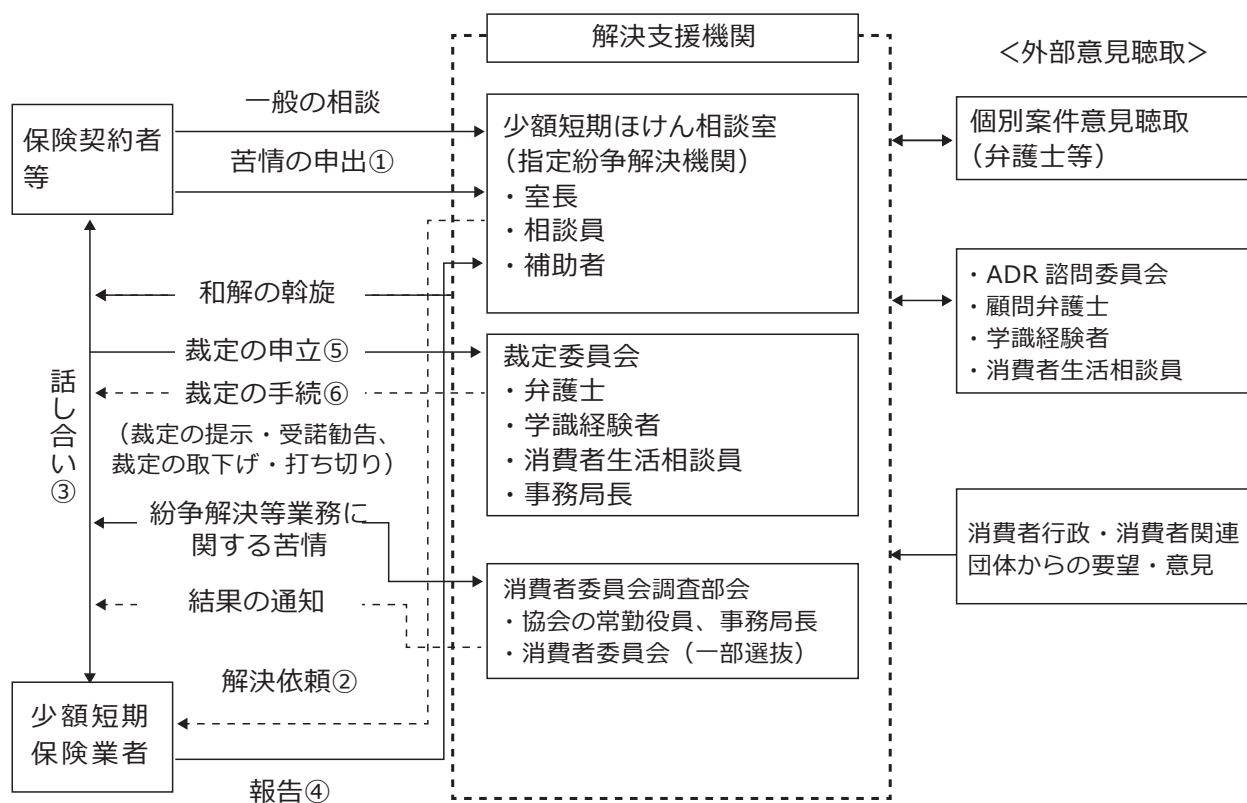 解決支援機関
＜外部意見聴取＞
一般の相談
保険契約者
等
苦情の申出①
少額短期ほけん相談室
（指定紛争解決機関）
・室長
・相談員
・補助者
個別案件意見聴取
（弁護士等）
和解の斡旋
・ADR 諮問委員会
・顧問弁護士
・学識経験者
・消費者生活相談員
裁定の申立⑤
裁定の手続⑥
（裁定の提示・受諾勧告、
裁定の取下げ・打ち切り）
裁定委員会
・弁護士
・学識経験者
・消費者生活相談員
・事務局長
話し合い③
紛争解決等業務に
関する苦情
消費者行政・消費者関連
団体からの要望・意見
結果の通知
消費者委員会調査部会
・協会の常勤役員、事務局長
・消費者委員会（一部選抜）
解決依頼②
少額短期
保険業者
報告④